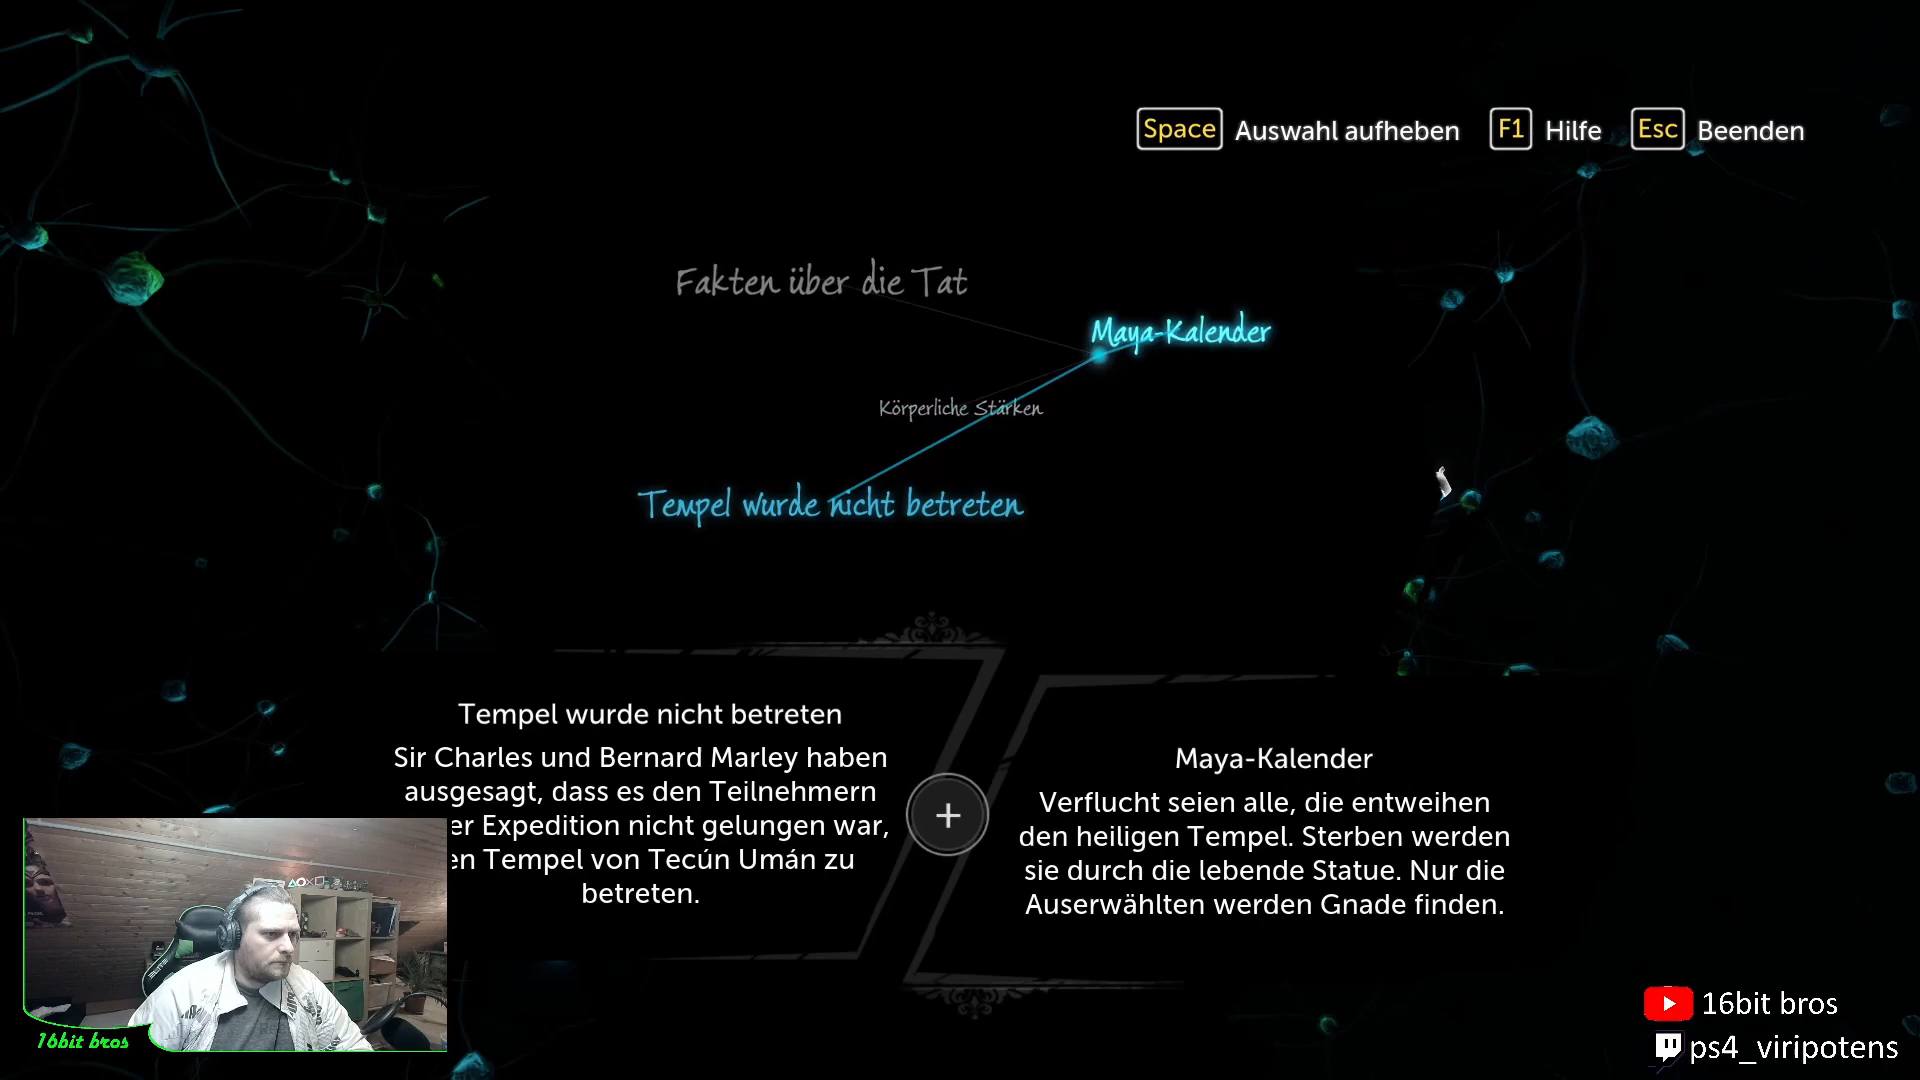 Space Auswahl aufheben F1 Hilfe Esc Beenden
Fakten über die Tat
Maya-Kalender
Körperliche Stärken
Tempel wurde nicht betreten
Tempel wurde nicht betreten
Sir Charles und Bernard Marley haben
ausgesagt, dass es den Teilnehmern
er Expedition nicht gelungen war,
en Tempel von Tecún Umán zu
betreten.
Maya-Kalender
Verflucht seien alle, die entweihen
den heiligen Tempel. Sterben werden
sie durch die lebende Statue. Nur die
Auserwählten werden Gnade finden.
16bit bros
16bit bros
ps4_viripotens